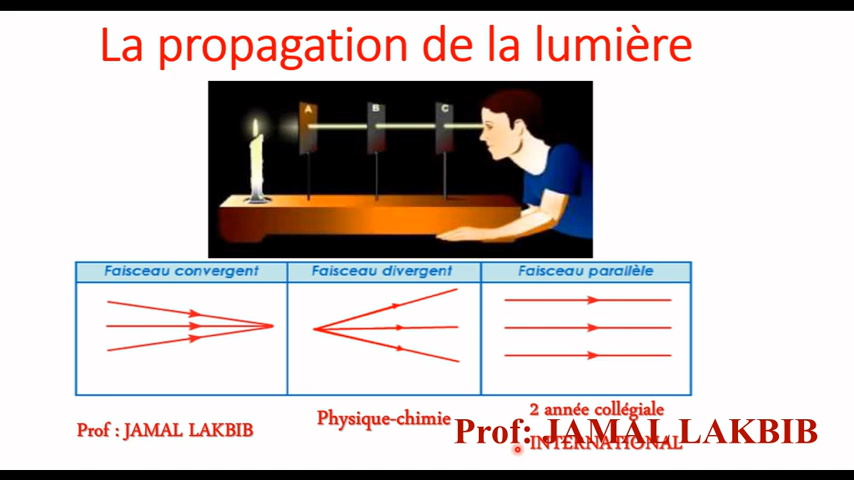 La propagation de la lumière
A B C
Faisceau convergent Faisceau divergent Faisceau parallèle
Prof : JAMAL LAKBIB
Physique-chimie
2 année collégiale
INTERNATIONAL
Prof: JAMAL LAKBIB